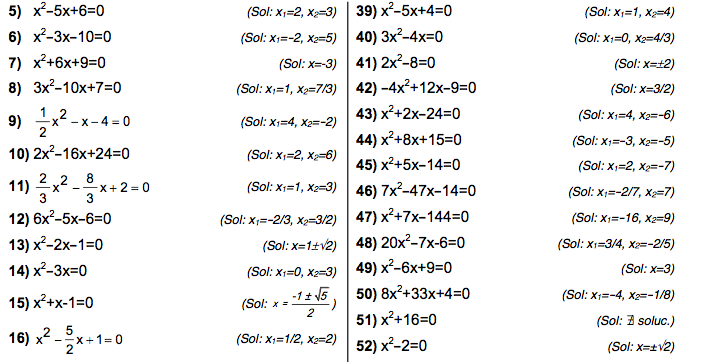 5) x²–5x+6=0 (Sol: x₁=2, x₂=3)
6) x²–3x–10=0 (Sol: x₁=–2, x₂=5)
7) x²+6x+9=0 (Sol: x=-3)
8) 3x²–10x+7=0 (Sol: x₁=1, x₂=7/3)
9) 1/2 x² – x – 4 = 0 (Sol: x₁=4, x₂=–2)
10) 2x²–16x+24=0 (Sol: x₁=2, x₂=6)
11) 2/3 x² – 8/3 x + 2 = 0 (Sol: x₁=1, x₂=3)
12) 6x²–5x–6=0 (Sol: x₁=–2/3, x₂=3/2)
13) x²–2x–1=0 (Sol: x=1±√2)
14) x²–3x=0 (Sol: x₁=0, x₂=3)
15) x²+x-1=0 (Sol: x = -1 ± √5 / 2)
16) x² – 5/2 x + 1 = 0 (Sol: x₁=1/2, x₂=2)
39) x²–5x+4=0 (Sol: x₁=1, x₂=4)
40) 3x²–4x=0 (Sol: x₁=0, x₂=4/3)
41) 2x²–8=0 (Sol: x=±2)
42) –4x²+12x–9=0 (Sol: x=3/2)
43) x²+2x–24=0 (Sol: x₁=4, x₂=–6)
44) x²+8x+15=0 (Sol: x₁=–3, x₂=–5)
45) x²+5x–14=0 (Sol: x₁=2, x₂=–7)
46) 7x²–47x–14=0 (Sol: x₁=–2/7, x₂=7)
47) x²+7x–144=0 (Sol: x₁=–16, x₂=9)
48) 20x²–7x-6=0 (Sol: x₁=3/4, x₂=–2/5)
49) x²–6x+9=0 (Sol: x=3)
50) 8x²+33x+4=0 (Sol: x₁=–4, x₂=–1/8)
51) x²+16=0 (Sol: ∄ soluc.)
52) x²–2=0 (Sol: x=±√2)